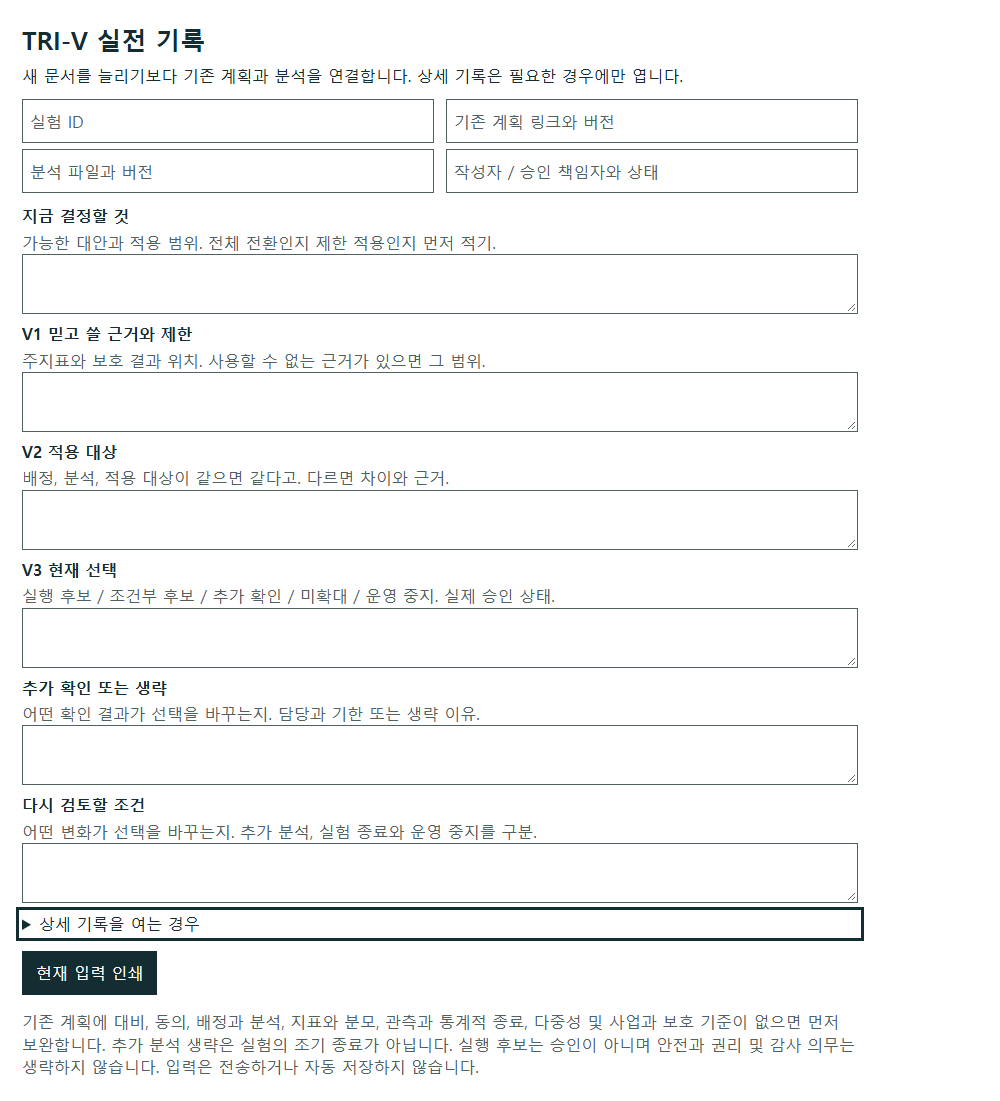 TRI-V 실전 기록
새 문서를 늘리기보다 기존 계획과 분석을 연결합니다. 상세 기록은 필요한 경우에만 엽니다.
실험 ID
기존 계획 링크와 버전
분석 파일과 버전
작성자 / 승인 책임자와 상태
지금 결정할 것
가능한 대안과 적용 범위. 전체 전환인지 제한 적용인지 먼저 적기.
V1 믿고 쓸 근거와 제한
주지표와 보호 결과 위치. 사용할 수 없는 근거가 있으면 그 범위.
V2 적용 대상
배정, 분석, 적용 대상이 같으면 같다고. 다르면 차이와 근거.
V3 현재 선택
실행 후보 / 조건부 후보 / 추가 확인 / 미확대 / 운영 중지. 실제 승인 상태.
추가 확인 또는 생략
어떤 확인 결과가 선택을 바꾸는지. 담당과 기한 또는 생략 이유.
다시 검토할 조건
어떤 변화가 선택을 바꾸는지. 추가 분석, 실험 종료와 운영 중지를 구분.
▶ 상세 기록을 여는 경우
현재 입력 인쇄
기존 계획에 대비, 동의, 배정과 분석, 지표와 분모, 관측과 통계적 종료, 다중성 및 사업과 보호 기준이 없으면 먼저
보완합니다. 추가 분석 생략은 실험의 조기 종료가 아닙니다. 실행 후보는 승인이 아니며 안전과 권리 및 감사 의무는
생략하지 않습니다. 입력은 전송하거나 자동 저장하지 않습니다.